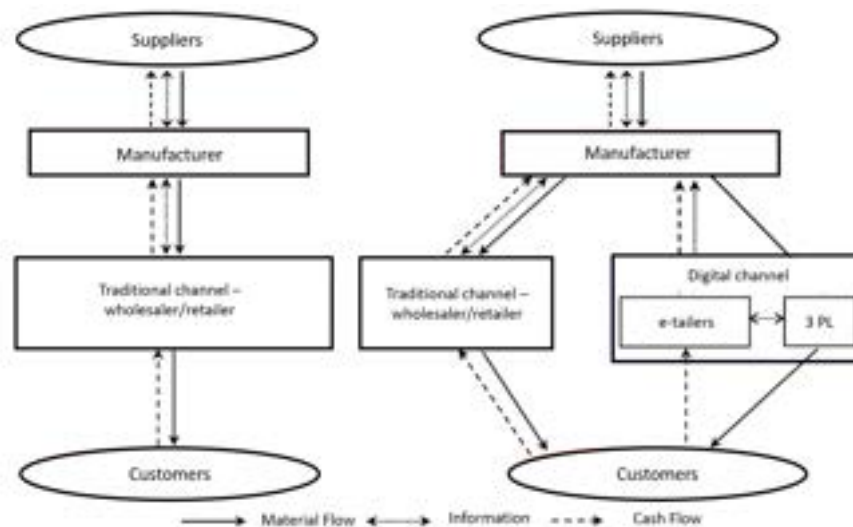 Suppliers
Manufacturer
Traditional channel –
wholesaler/retailer
Customers
Suppliers
Manufacturer
Traditional channel –
wholesaler/retailer
Digital channel
e-tailers
3 PL
Customers
Material Flow Information Cash Flow